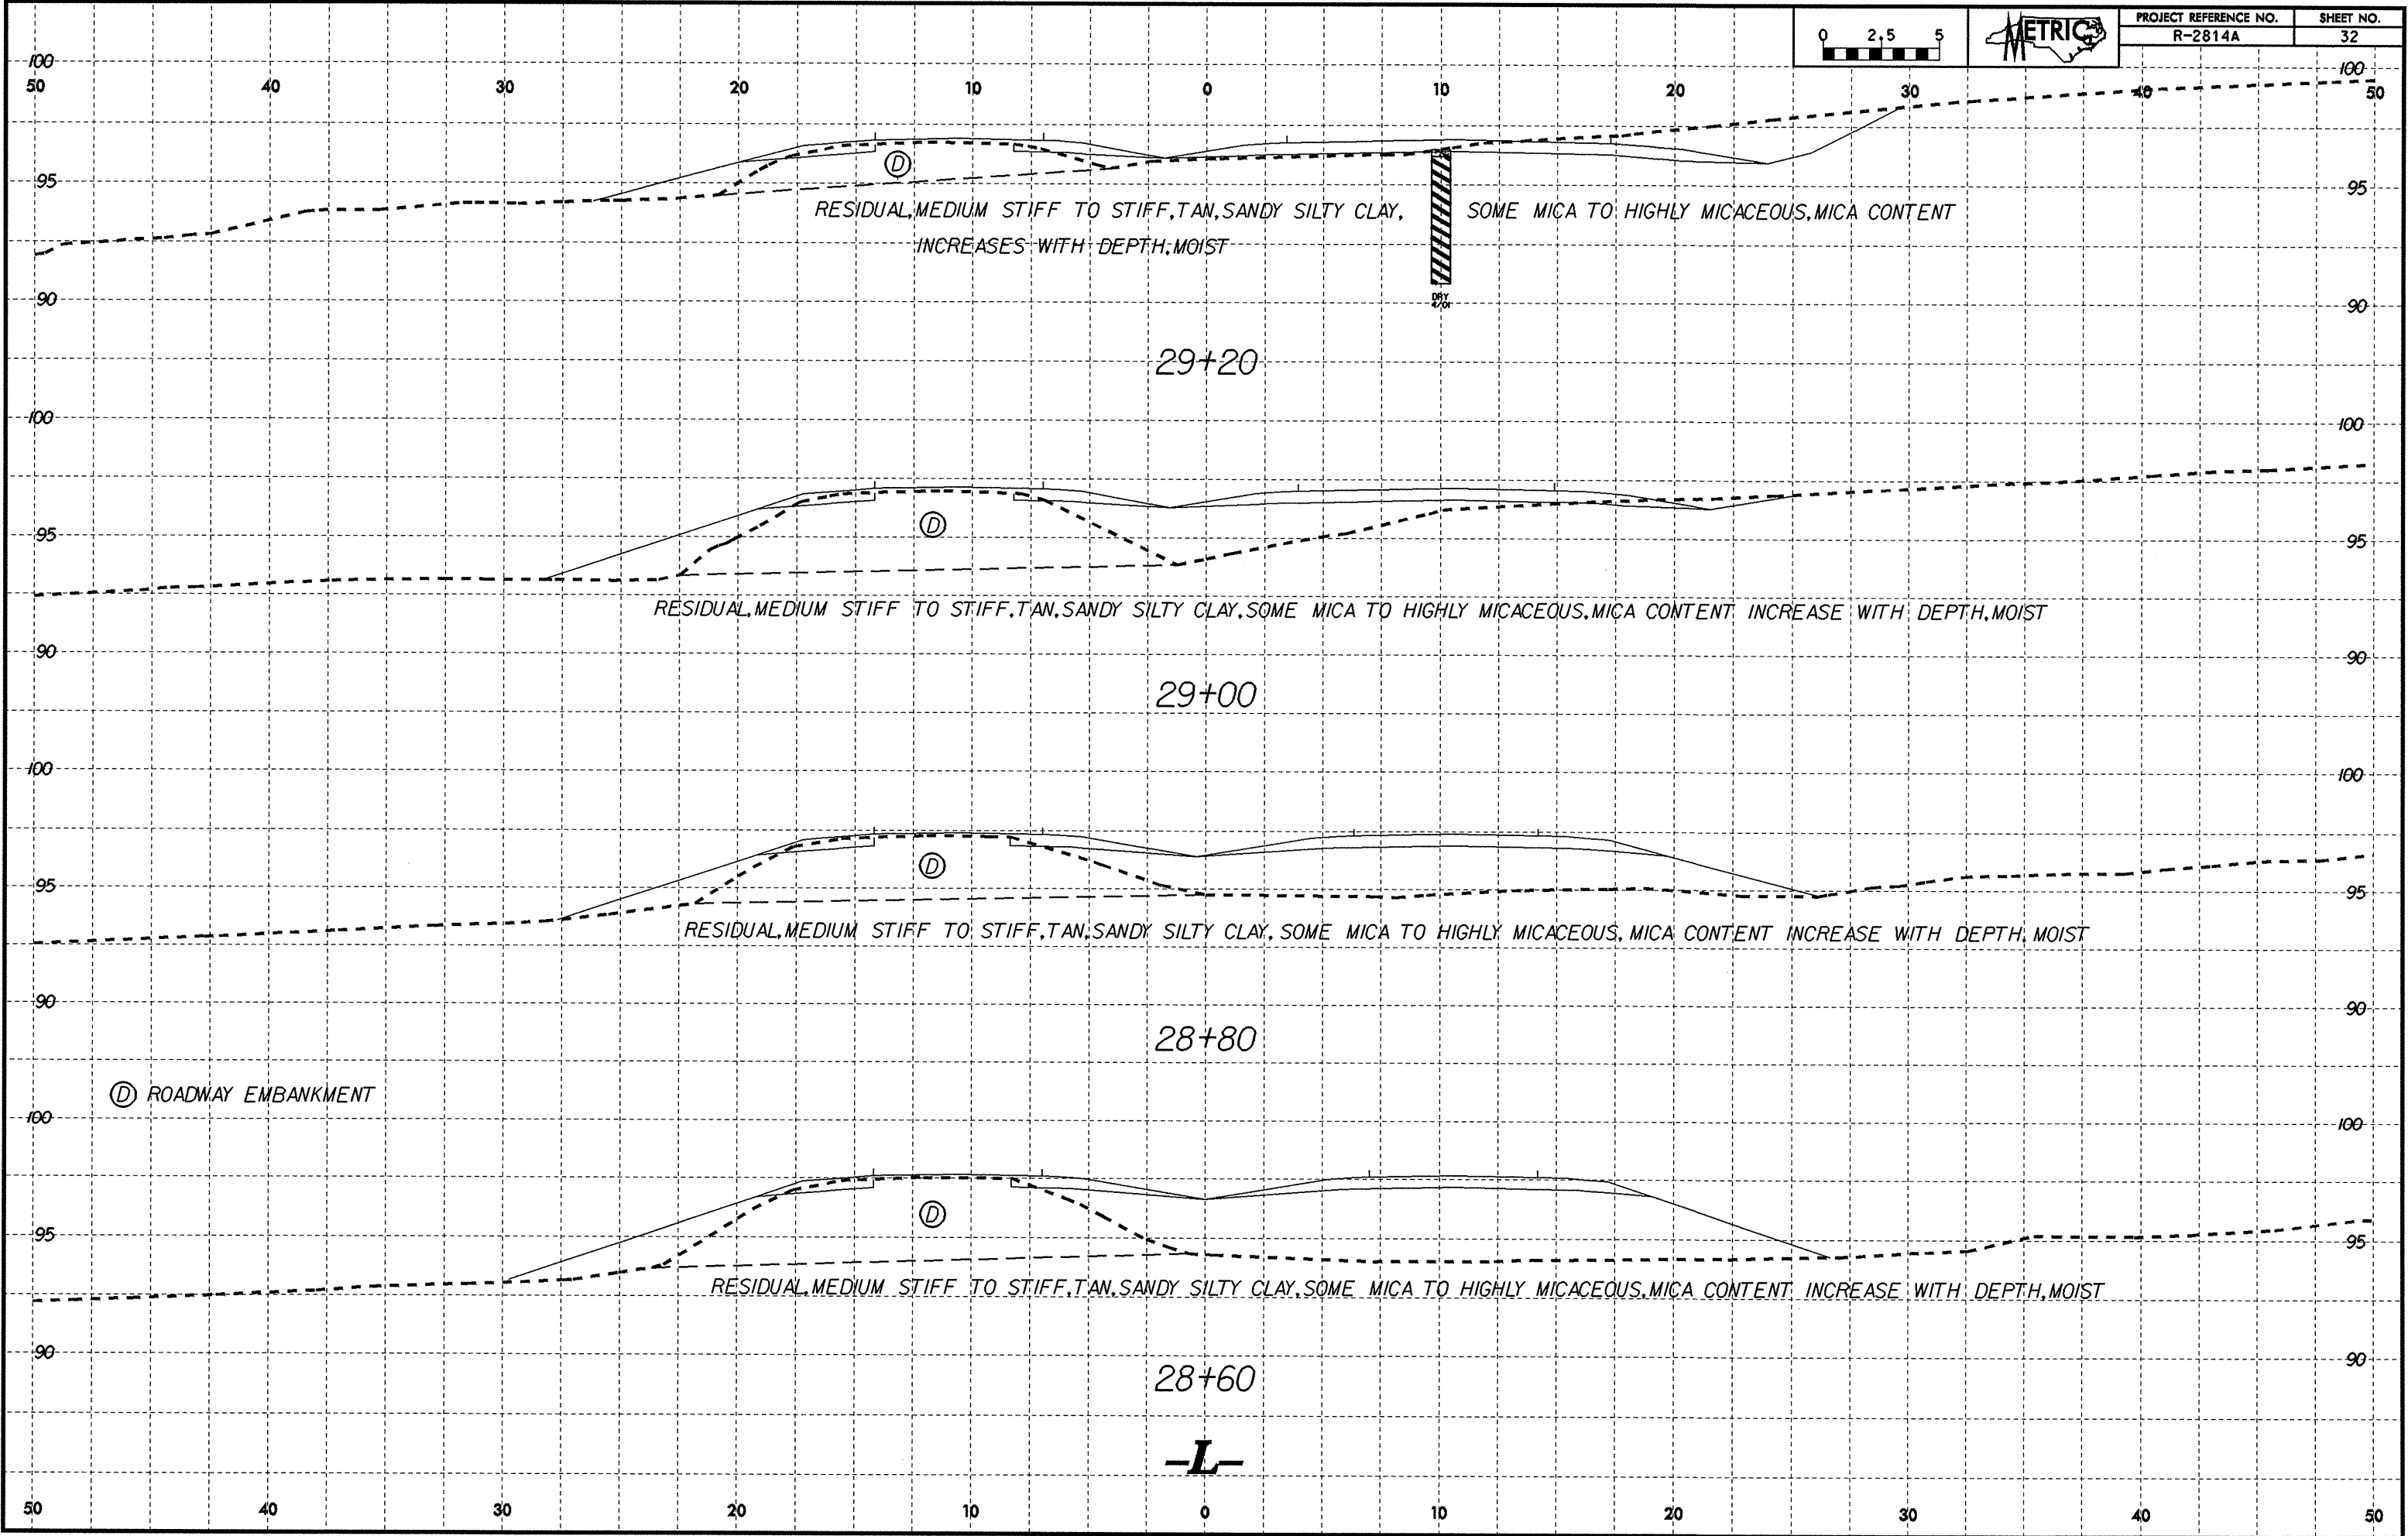 0 2.5 5
METRIC
PROJECT REFERENCE NO. SHEET NO.
R-2814A 32
100 100
50 40 30 20 10 0 10 20 30 40 50
D
95 95
RESIDUAL, MEDIUM STIFF TO STIFF, TAN, SANDY SILTY CLAY, SOME MICA TO HIGHLY MICACEOUS, MICA CONTENT
INCREASES WITH DEPTH, MOIST
90 90
DRY
4/01
29+20
100 100
D
95 95
RESIDUAL, MEDIUM STIFF TO STIFF, TAN, SANDY SILTY CLAY, SOME MICA TO HIGHLY MICACEOUS, MICA CONTENT INCREASE WITH DEPTH, MOIST
90 90
29+00
100 100
D
95 95
RESIDUAL, MEDIUM STIFF TO STIFF, TAN, SANDY SILTY CLAY, SOME MICA TO HIGHLY MICACEOUS, MICA CONTENT INCREASE WITH DEPTH, MOIST
90 90
28+80
D ROADWAY EMBANKMENT
100 100
D
95 95
RESIDUAL, MEDIUM STIFF TO STIFF, TAN, SANDY SILTY CLAY, SOME MICA TO HIGHLY MICACEOUS, MICA CONTENT INCREASE WITH DEPTH, MOIST
90 90
28+60
-L-
50 40 30 20 10 0 10 20 30 40 50